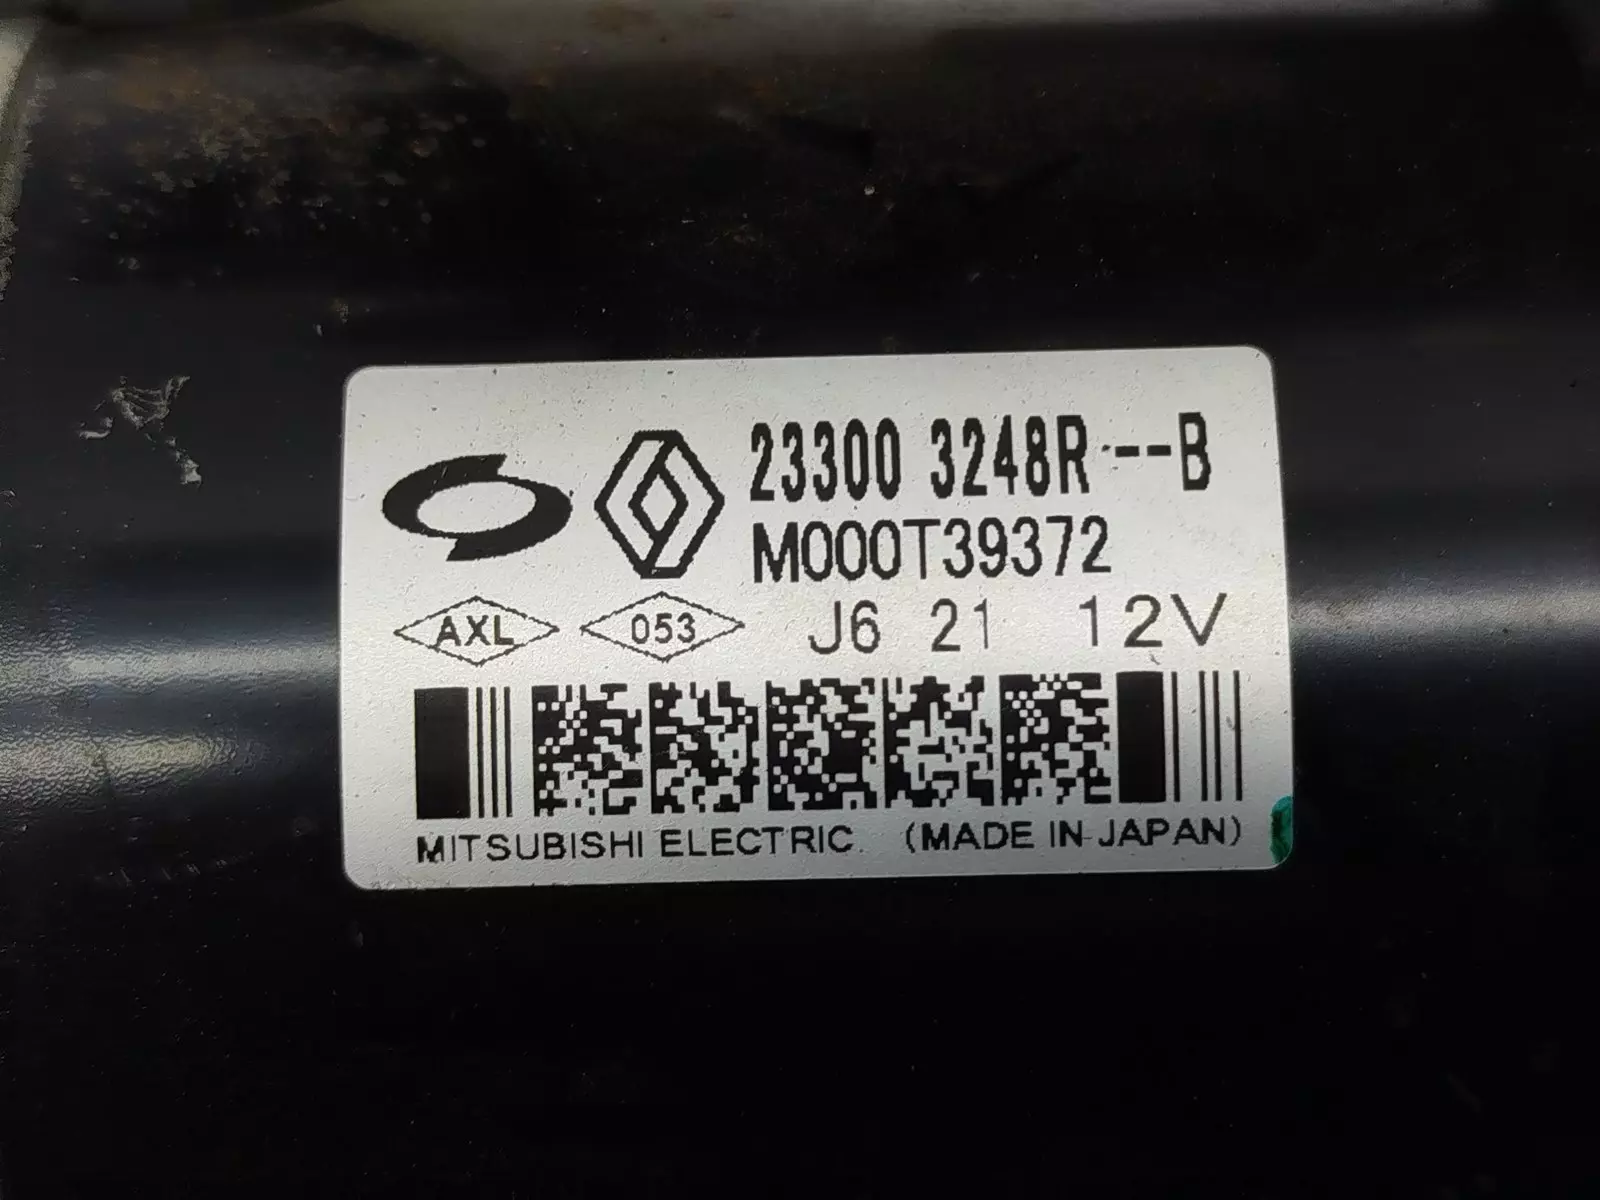 23300 3248R--B
M000T39372
AXL 053 J6 21 12V
MITSUBISHI ELECTRIC. (MADE IN JAPAN)